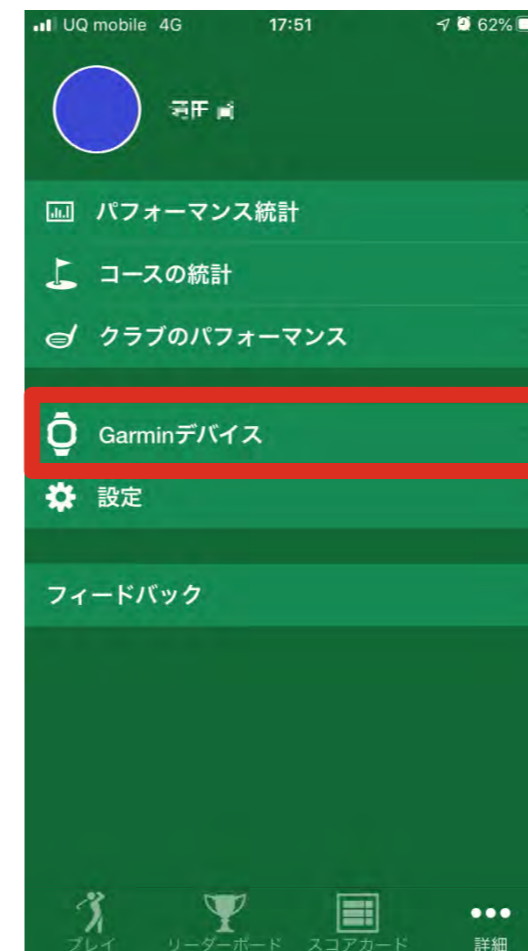 UQ mobile 4G 17:51 62%
パフォーマンス統計
コースの統計
クラブのパフォーマンス
Garminデバイス
設定
フィードバック
プレイ リーダーボード スコアカード 詳細